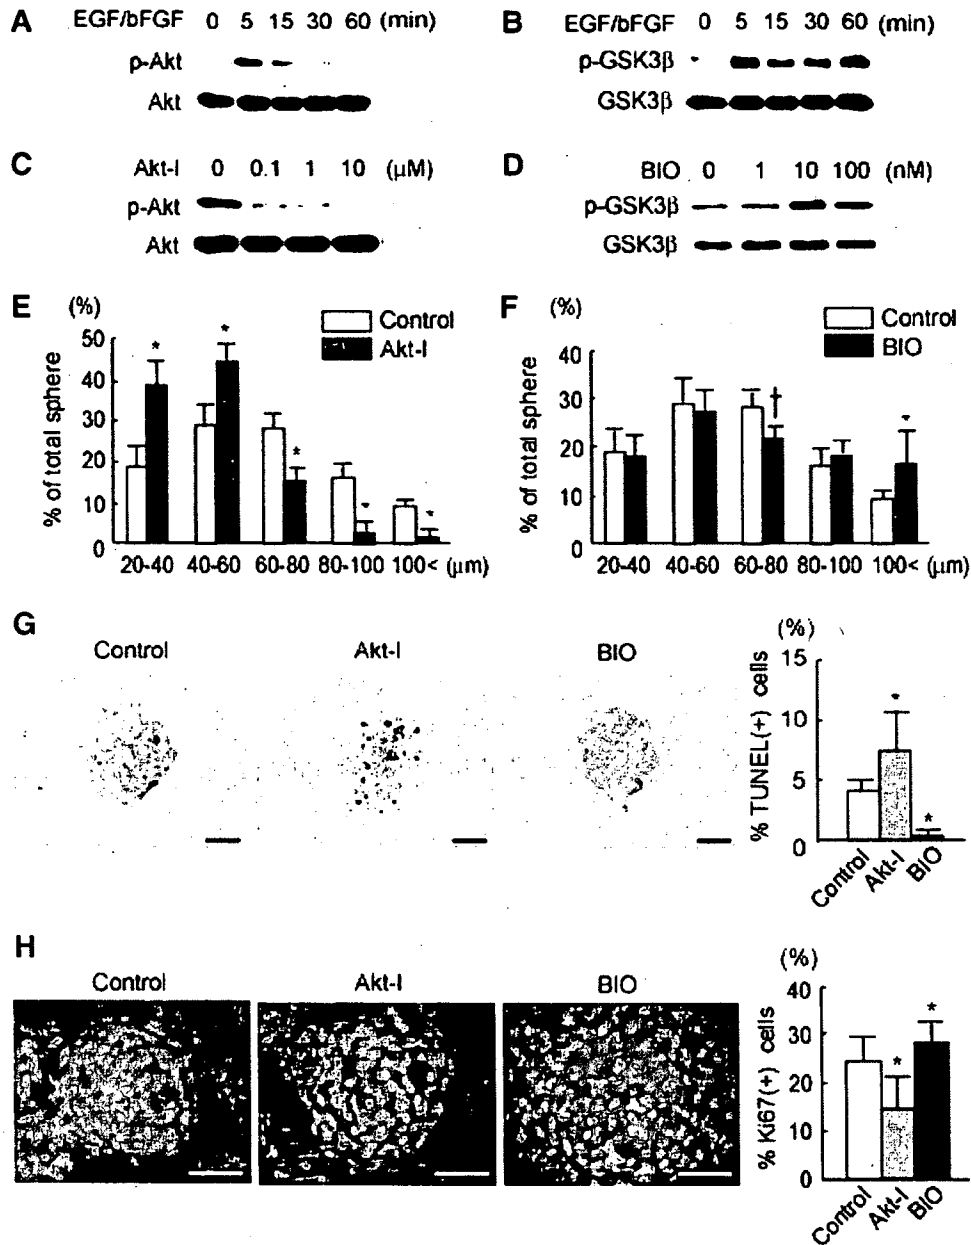 A
EGF/bFGF 0 5 15 30 60 (min)
p-Akt
Akt
B
EGF/bFGF 0 5 15 30 60 (min)
p-GSK3β
GSK3β
C
Akt-I 0 0.1 1 10 (μM)
p-Akt
Akt
D
BIO 0 1 10 100 (nM)
p-GSK3β
GSK3β
E
(%)
% of total sphere
50
40
30
20
10
0
Control
Akt-I
* * * * *
20-40 40-60 60-80 80-100 100< (μm)
F
(%)
% of total sphere
40
30
20
10
0
Control
BIO
† *
20-40 40-60 60-80 80-100 100< (μm)
G
Control Akt-I BIO
(%)
% TUNEL(+) cells
15
10
5
0
* *
Control Akt-I BIO
H
Control Akt-I BIO
(%)
% Ki67(+) cells
40
30
20
10
0
* *
Control Akt-I BIO